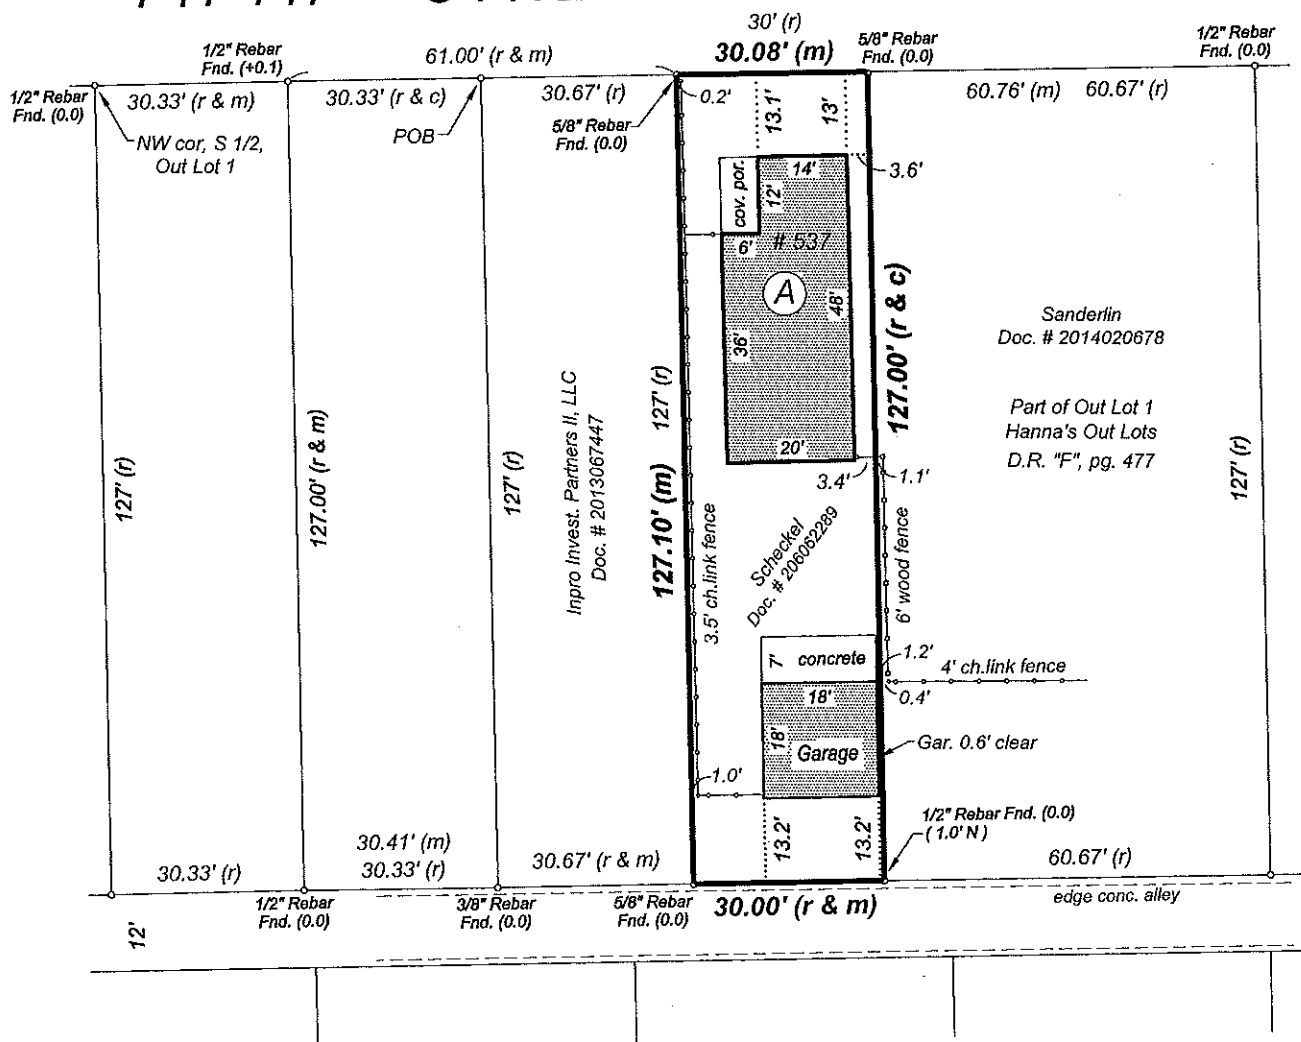 30' (r)
30.08' (m)
1/2" Rebar
Fnd. (+0.1)
61.00' (r & m)
5/8" Rebar
Fnd. (0.0)
1/2" Rebar
Fnd. (0.0)
1/2" Rebar
Fnd. (0.0)
30.33' (r & m)
30.33' (r & c)
30.67' (r)
0.2'
13.1'
13'
60.76' (m) 60.67' (r)
NW cor, S 1/2,
Out Lot 1
POB
5/8" Rebar
Fnd. (0.0)
cov. por.
14'
12'
3.6'
6'
# 537
A
48'
36'
20'
127.00' (r & c)
Sanderlin
Doc. # 2014020678
Part of Out Lot 1
Hanna's Out Lots
D.R. "F", pg. 477
127' (r)
127.00' (r & m)
127' (r)
Inpro Invest. Partners II, LLC
Doc. # 2013067447
127' (r)
127.10' (m)
3.5' ch.link fence
3.4'
1.1'
Scheckel
Doc. # 206062289
6' wood fence
127' (r)
7'
concrete
1.2'
4' ch.link fence
0.4'
18'
18'
Garage
Gar. 0.6' clear
1.0'
13.2'
13.2'
1/2" Rebar Fnd. (0.0)
( 1.0' N )
30.33' (r)
30.41' (m)
30.33' (r)
30.67' (r & m)
60.67' (r)
1/2" Rebar
Fnd. (0.0)
3/8" Rebar
Fnd. (0.0)
5/8" Rebar
Fnd. (0.0)
30.00' (r & m)
edge conc. alley
12'